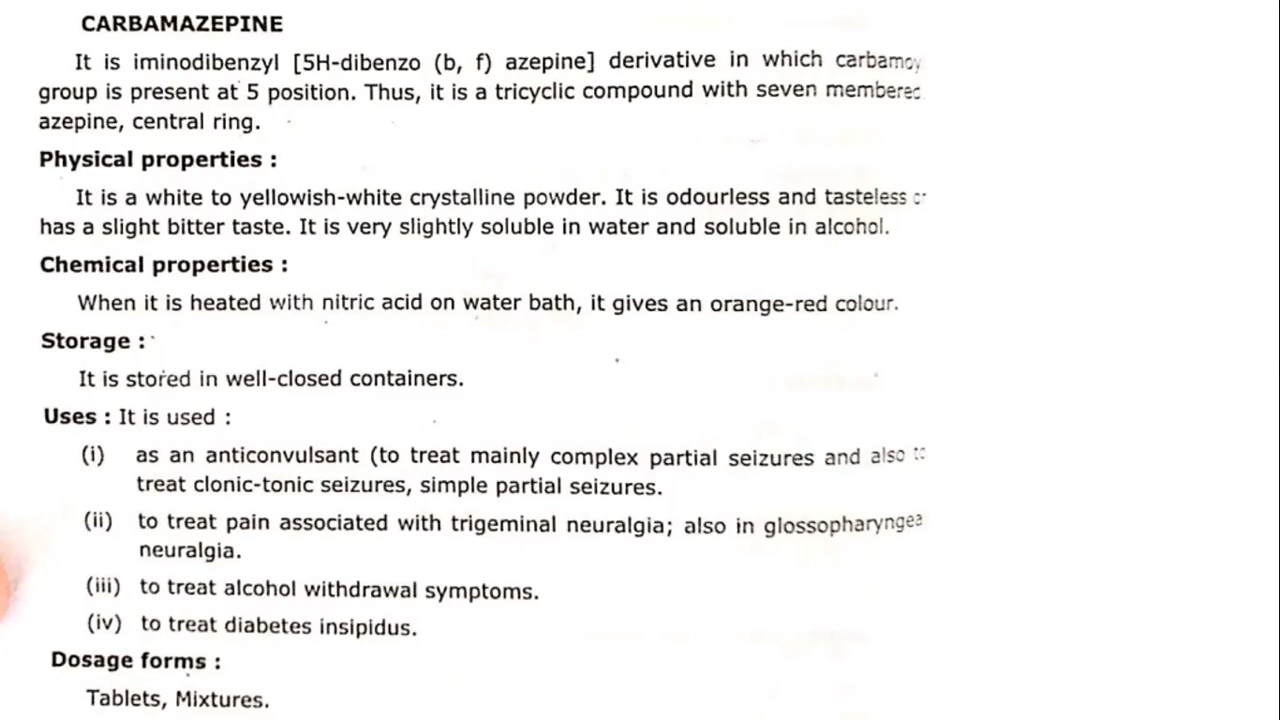 CARBAMAZEPINE
It is iminodibenzyl [5H-dibenzo (b, f) azepine] derivative in which carbamoy
group is present at 5 position. Thus, it is a tricyclic compound with seven membered
azepine, central ring.
Physical properties :
It is a white to yellowish-white crystalline powder. It is odourless and tasteless or
has a slight bitter taste. It is very slightly soluble in water and soluble in alcohol.
Chemical properties :
When it is heated with nitric acid on water bath, it gives an orange-red colour.
Storage :
It is stored in well-closed containers.
Uses : It is used :
(i) as an anticonvulsant (to treat mainly complex partial seizures and also to
treat clonic-tonic seizures, simple partial seizures.
(ii) to treat pain associated with trigeminal neuralgia; also in glossopharyngea
neuralgia.
(iii) to treat alcohol withdrawal symptoms.
(iv) to treat diabetes insipidus.
Dosage forms :
Tablets, Mixtures.